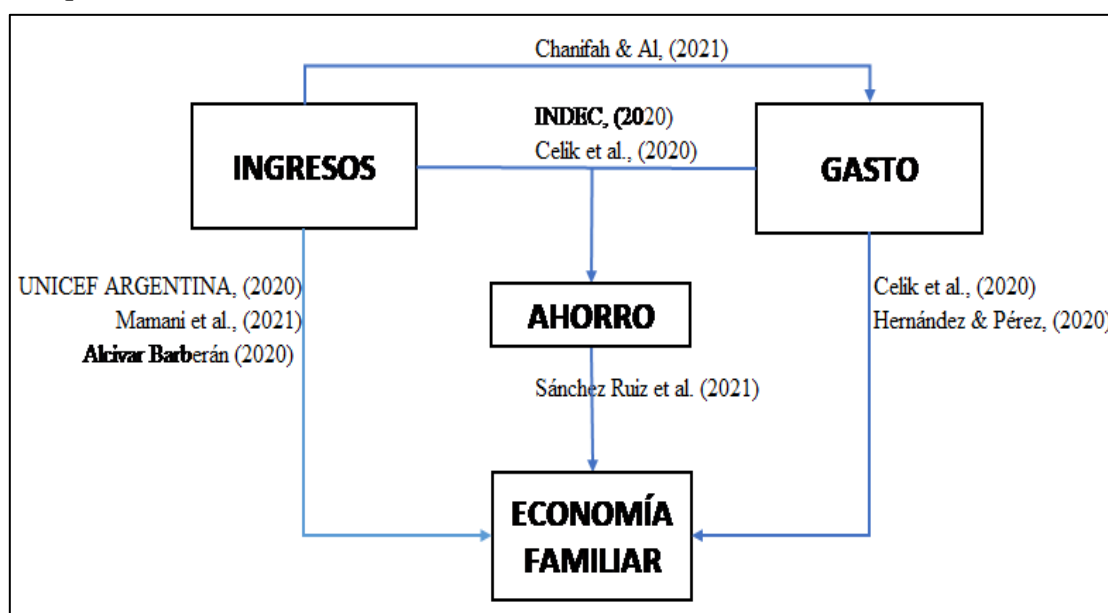 Chanifah & Al, (2021)
INGRESOS
INDEC, (2020)
Celik et al., (2020)
GASTO
UNICEF ARGENTINA, (2020)
Mamani et al., (2021)
Alcivar Barberán (2020)
AHORRO
Celik et al., (2020)
Hernández & Pérez, (2020)
Sánchez Ruiz et al. (2021)
ECONOMÍA
FAMILIAR